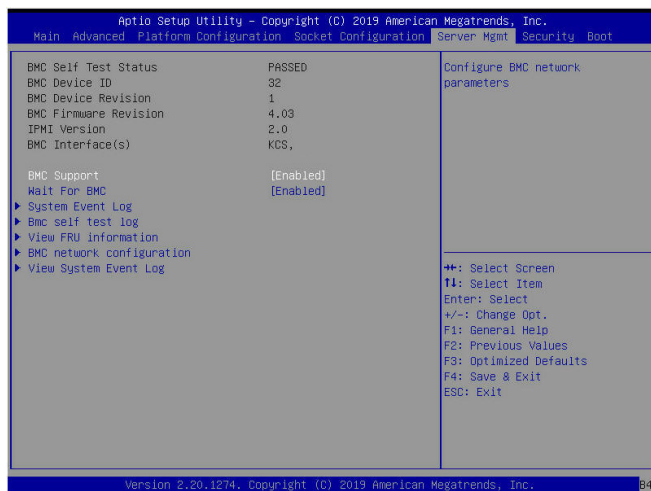 Aptio Setup Utility – Copyright (C) 2019 American Megatrends, Inc.
Main Advanced Platform Configuration Socket Configuration Server Mgmt Security Boot
BMC Self Test Status PASSED
BMC Device ID 32
BMC Device Revision 1
BMC Firmware Revision 4.03
IPMI Version 2.0
BMC Interface(s) KCS,
BMC Support [Enabled]
Wait For BMC [Enabled]
System Event Log
Bmc self test log
View FRU information
BMC network configuration
View System Event Log
Configure BMC network
parameters
→←: Select Screen
↑↓: Select Item
Enter: Select
+/-: Change Opt.
F1: General Help
F2: Previous Values
F3: Optimized Defaults
F4: Save & Exit
ESC: Exit
Version 2.20.1274. Copyright (C) 2019 American Megatrends, Inc.
B4